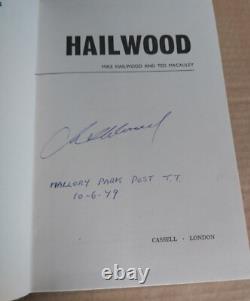 HAILWOOD
MIKE HAILWOOD AND TED MACAULEY
MALLORY PARK POST T.T.
10-6-79
CASSELL · LONDON